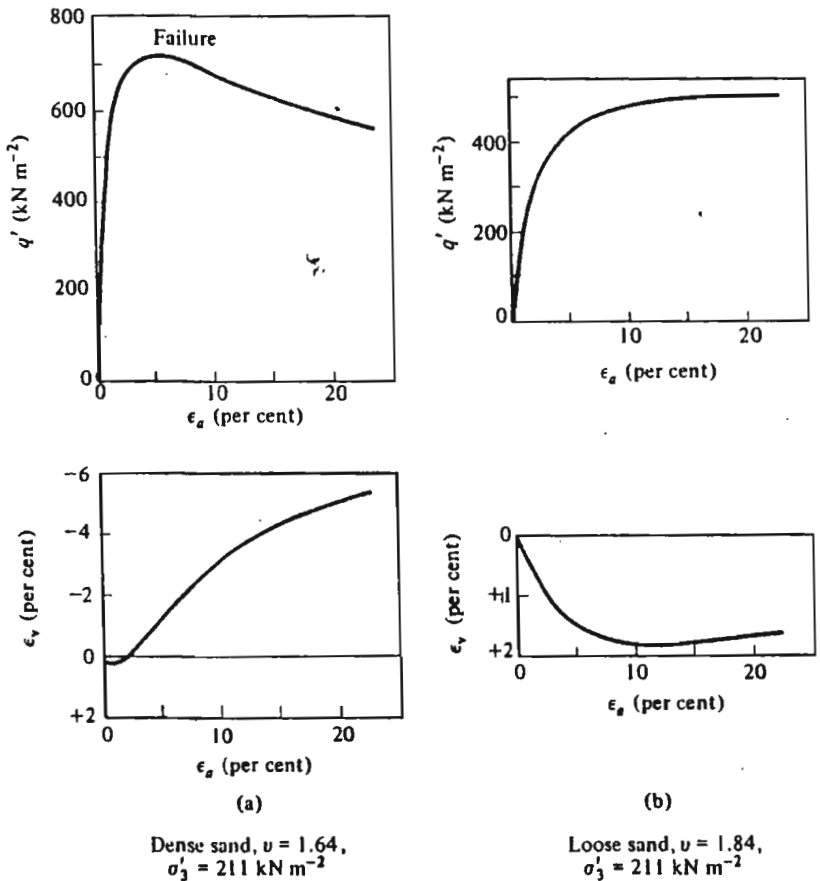 800
Failure
600
400
200
0
q′ (kN m⁻²)
0
10
20
ϵₐ (per cent)
400
200
0
q′ (kN m⁻²)
10
20
ϵₐ (per cent)
−6
−4
−2
0
+2
ϵᵥ (per cent)
0
10
20
ϵₐ (per cent)
(a)
Dense sand, υ = 1.64,
σ′₃ = 211 kN m⁻²
0
+1
+2
ϵᵥ (per cent)
0
10
20
ϵₐ (per cent)
(b)
Loose sand, υ = 1.84,
σ′₃ = 211 kN m⁻²